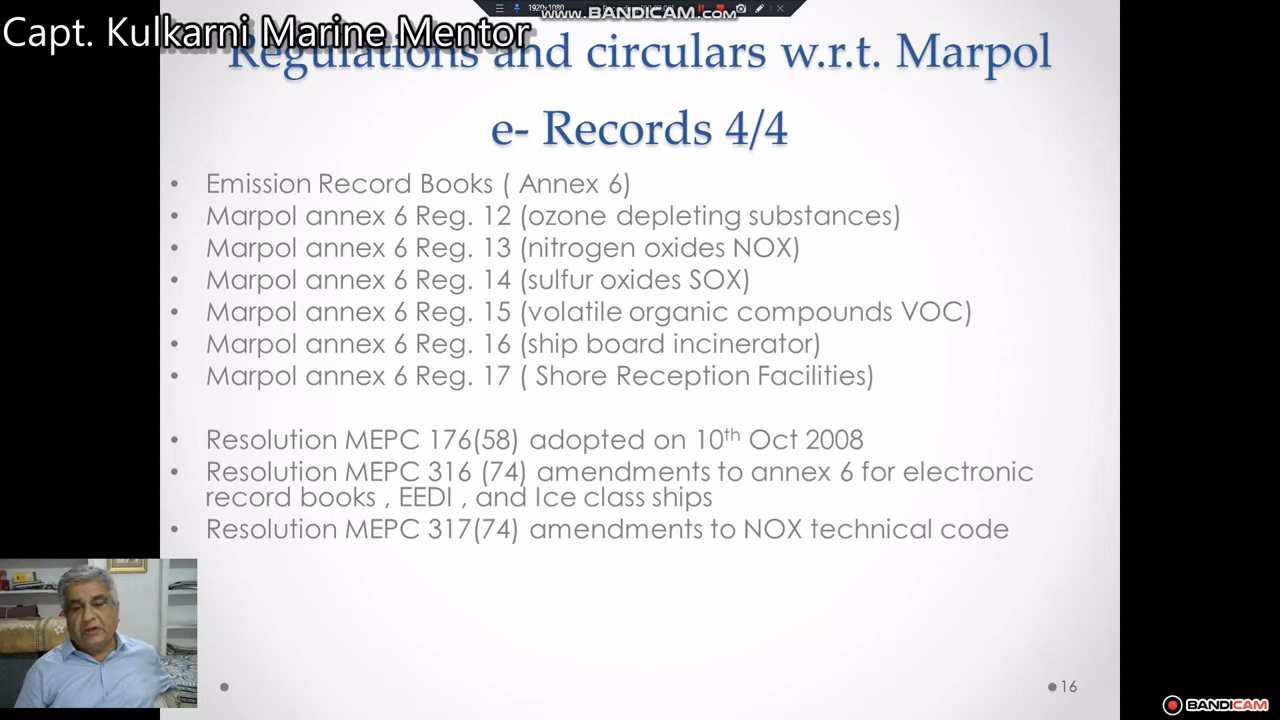 1920x1080
www.BANDICAM.com
Capt. Kulkarni Marine Mentor
Regulations and circulars w.r.t. Marpol
e- Records 4/4
• Emission Record Books ( Annex 6)
• Marpol annex 6 Reg. 12 (ozone depleting substances)
• Marpol annex 6 Reg. 13 (nitrogen oxides NOX)
• Marpol annex 6 Reg. 14 (sulfur oxides SOX)
• Marpol annex 6 Reg. 15 (volatile organic compounds VOC)
• Marpol annex 6 Reg. 16 (ship board incinerator)
• Marpol annex 6 Reg. 17 ( Shore Reception Facilities)
• Resolution MEPC 176(58) adopted on 10th Oct 2008
• Resolution MEPC 316 (74) amendments to annex 6 for electronic
record books , EEDI , and Ice class ships
• Resolution MEPC 317(74) amendments to NOX technical code
16
BANDICAM